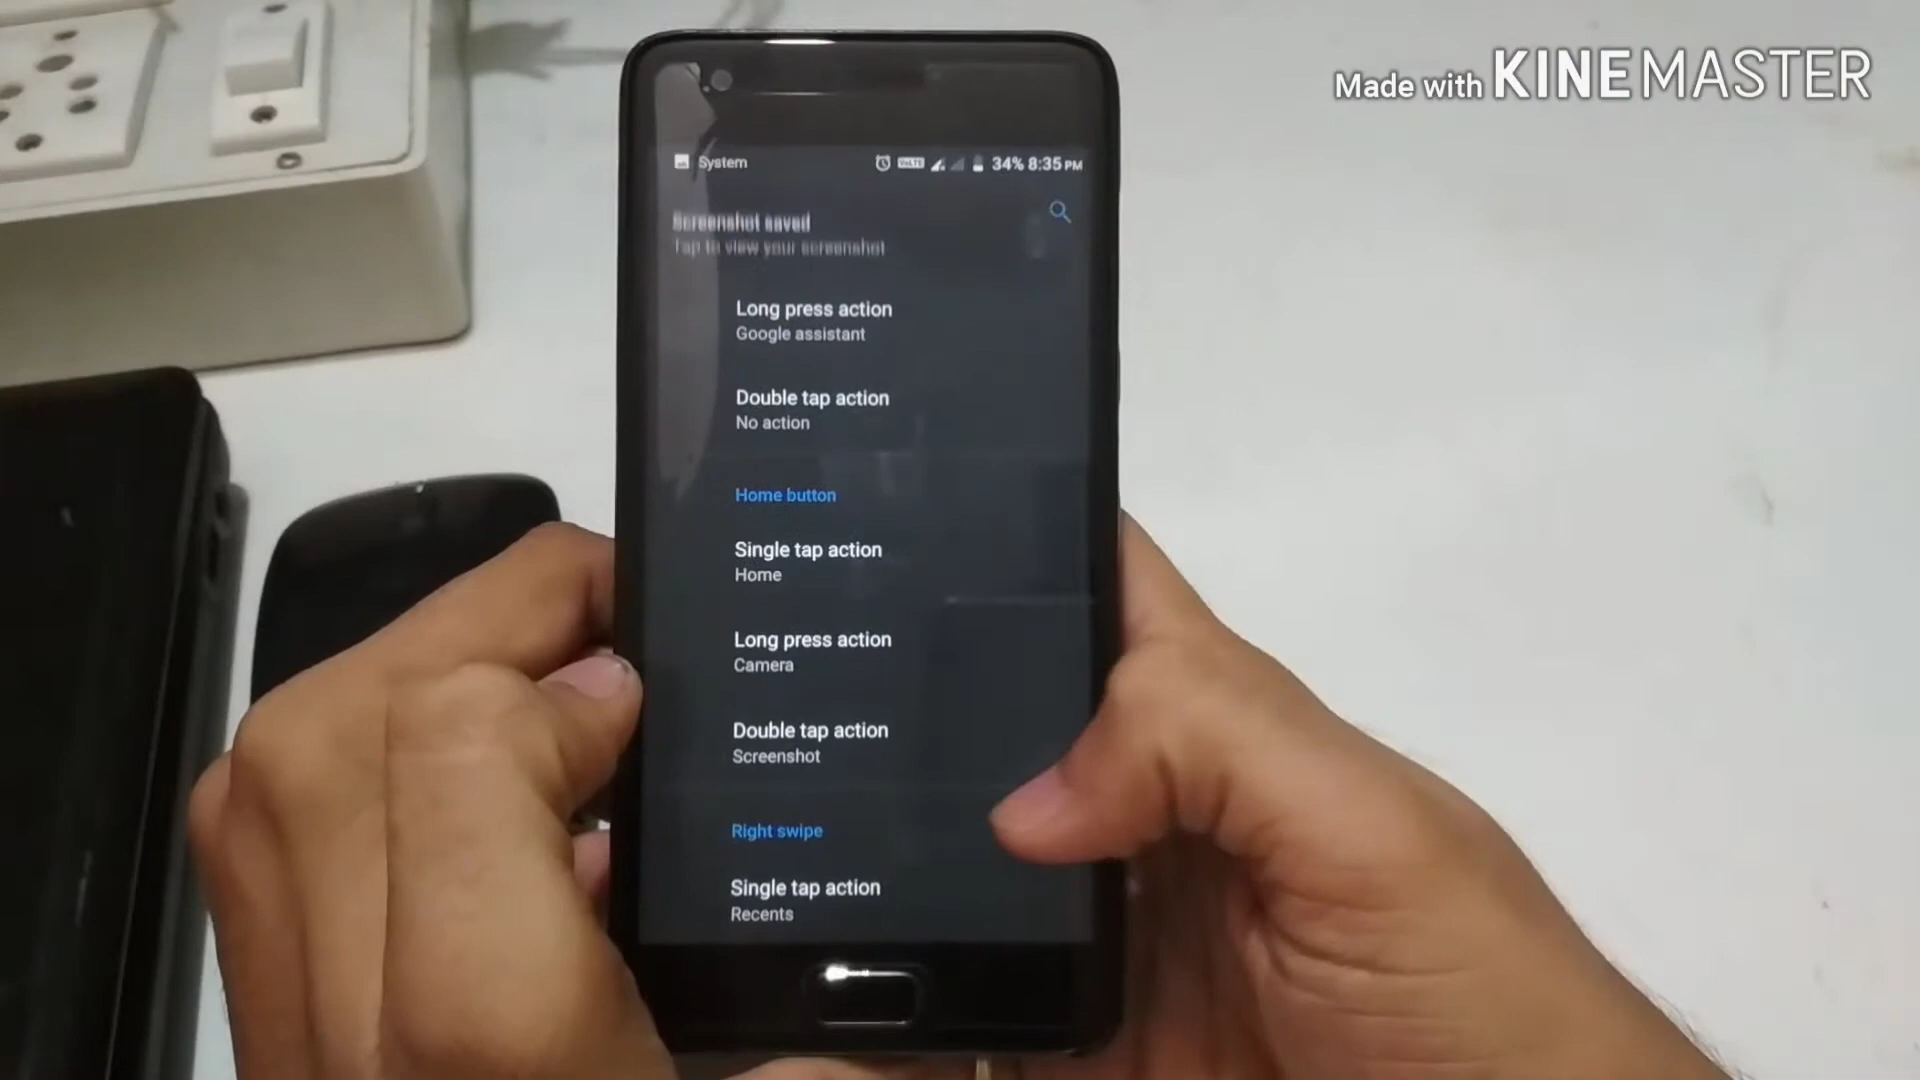 Made with KINEMASTER
System
VoLTE 34% 8:35 PM
Screenshot saved
Tap to view your screenshot
Long press action
Google assistant
Double tap action
No action
Home button
Single tap action
Home
Long press action
Camera
Double tap action
Screenshot
Right swipe
Single tap action
Recents